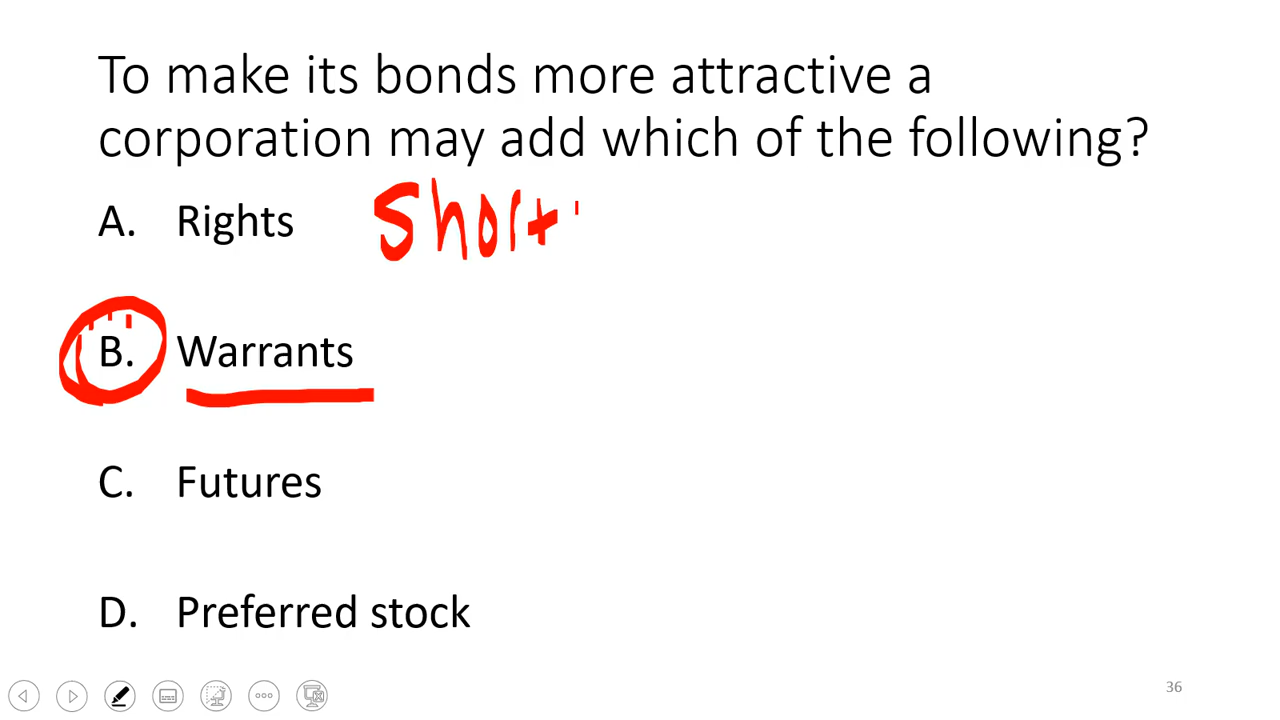 To make its bonds more attractive a
corporation may add which of the following?
A. Rights short
B. Warrants
C. Futures
D. Preferred stock
36